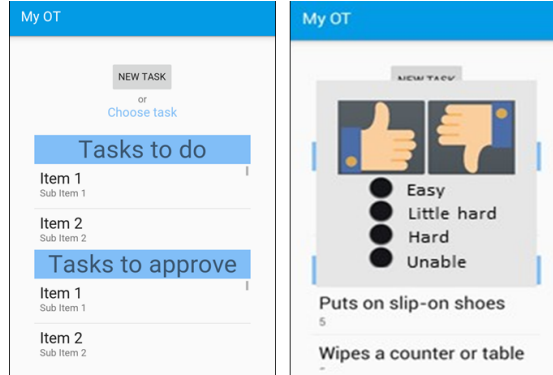 My OT
NEW TASK
or
Choose task
Tasks to do
Item 1
Sub Item 1
Item 2
Sub Item 2
Tasks to approve
Item 1
Sub Item 1
Item 2
Sub Item 2
My OT
NEW TASK
Easy
Little hard
Hard
Unable
Puts on slip-on shoes
5
Wipes a counter or table